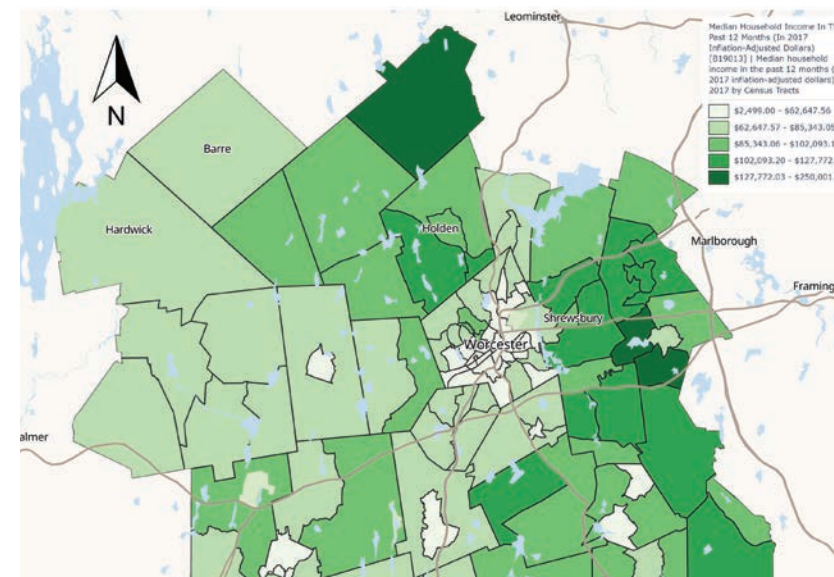 Leominster
Median Household Income In T
Past 12 Months (In 2017
Inflation-Adjusted Dollars)
[B19013] | Median household
income in the past 12 months (
2017 inflation-adjusted dollars)
2017 by Census Tracts
$2,499.00 - $62,647.56
$62,647.57 - $85,343.05
$85,343.06 - $102,093.1
$102,093.20 - $127,772
$127,772.03 - $250,001
N
Barre
Hardwick
Holden
Marlborough
Framing
Shrewsbury
Worcester
almer